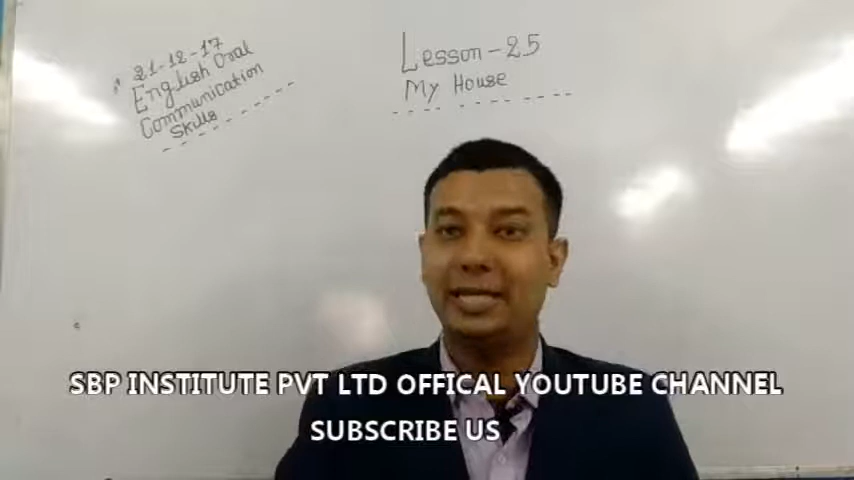 21-12-17
English Oral
Communication
Skills
Lesson-25
My House
SBP INSTITUTE PVT LTD OFFICAL YOUTUBE CHANNEL
SUBSCRIBE US